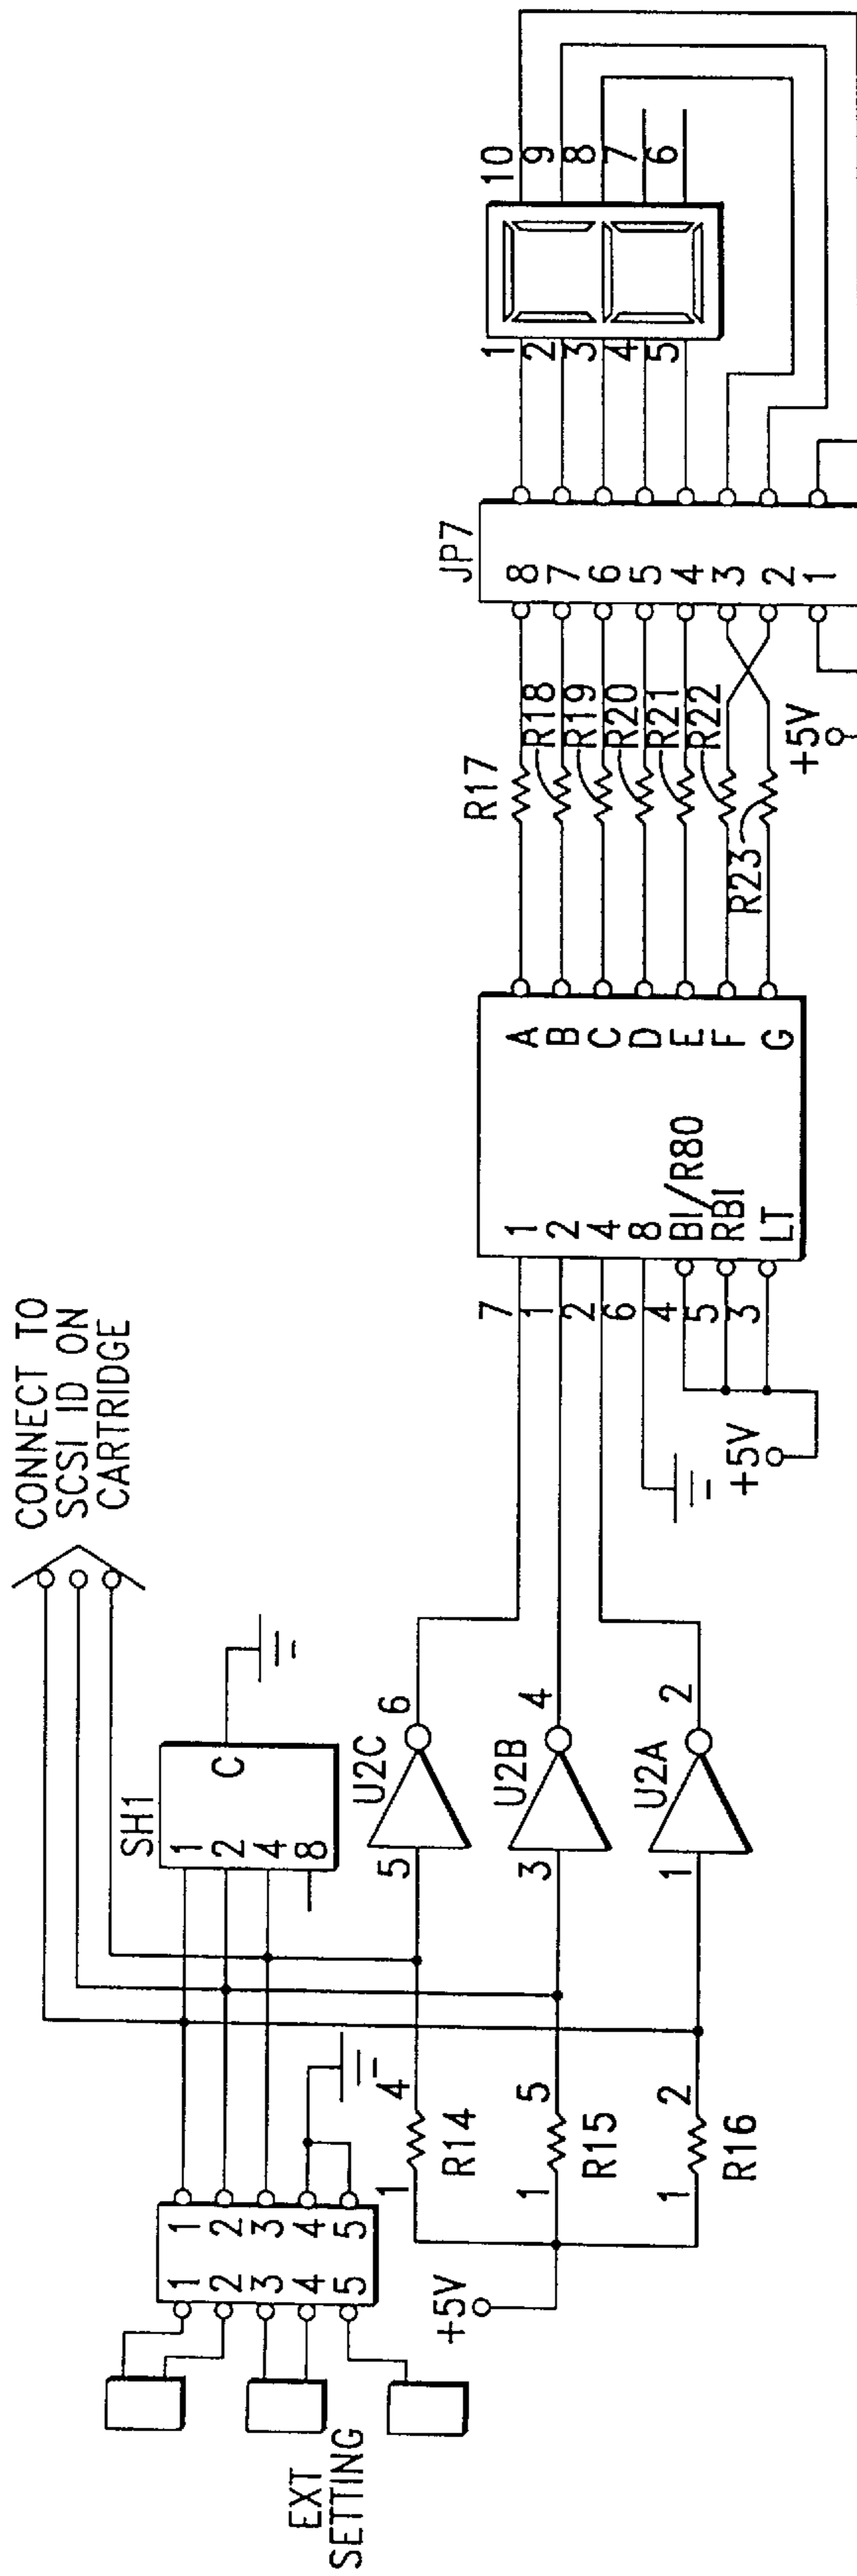 CONNECT TO
SCSI ID ON
CARTRIDGE
EXT
SETTING
1 1
2 2
3 3
4 4
5 5
SH1
1
2
4
8
C
+5V
1 R14 4
1 R15 5
1 R16 2
5 U2C 6
3 U2B 4
1 U2A 2
7 1
1 2
2 4
6 8
4 BI/R80
5 RBI
3 LT
+5V
A
B
C
D
E
F
G
R17
R18
R19
R20
R21
R22
R23
+5V
JP7
8
7
6
5
4
3
2
1
1 10
2 9
3 8
4 7
5 6